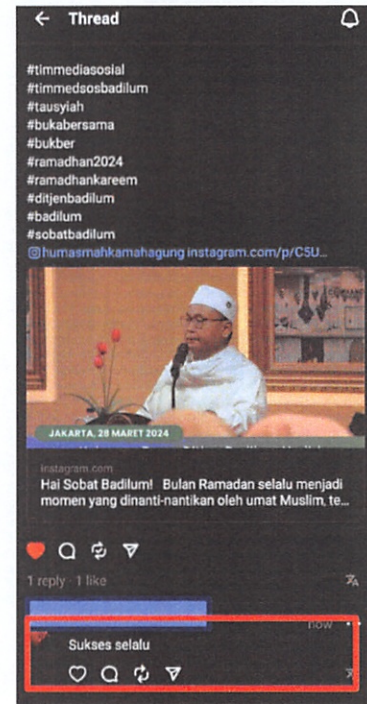 Thread
#timmediasosial
#timmedsosbadilum
#tausyiah
#bukabersama
#bukber
#ramadhan2024
#ramadhankareem
#ditjenbadilum
#badilum
#sobatbadilum
humasmahkamahagung instagram.com/p/C5U...
JAKARTA, 28 MARET 2024
instagram.com
Hai Sobat Badilum! Bulan Ramadan selalu menjadi
momen yang dinanti-nantikan oleh umat Muslim, te...
1 reply · 1 like
now
Sukses selalu